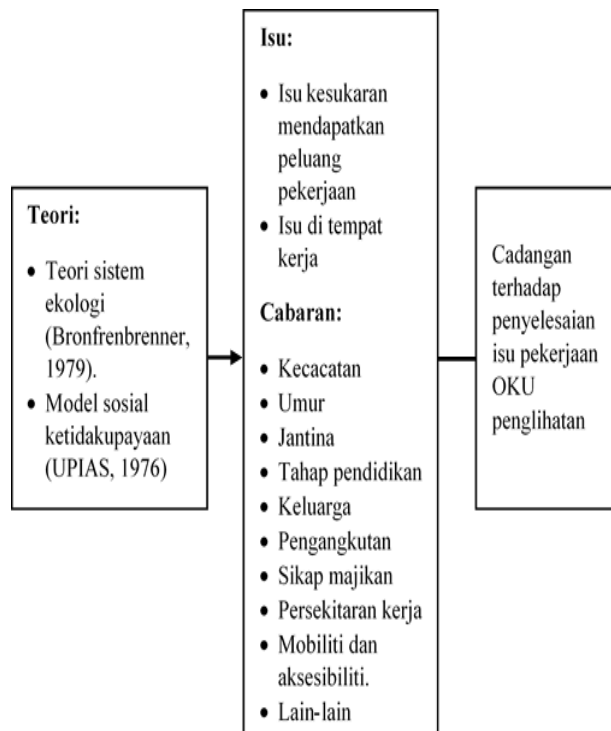 Teori:
• Teori sistem
ekologi
(Bronfrenbrenner,
1979).
• Model sosial
ketidakupayaan
(UPIAS, 1976)
Isu:
• Isu kesukaran
mendapatkan
peluang
pekerjaan
• Isu di tempat
kerja
Cabaran:
• Kecacatan
• Umur
• Jantina
• Tahap pendidikan
• Keluarga
• Pengangkutan
• Sikap majikan
• Persekitaran kerja
• Mobiliti dan
aksesibiliti.
• Lain-lain
Cadangan
terhadap
penyelesaian
isu pekerjaan
OKU
penglihatan